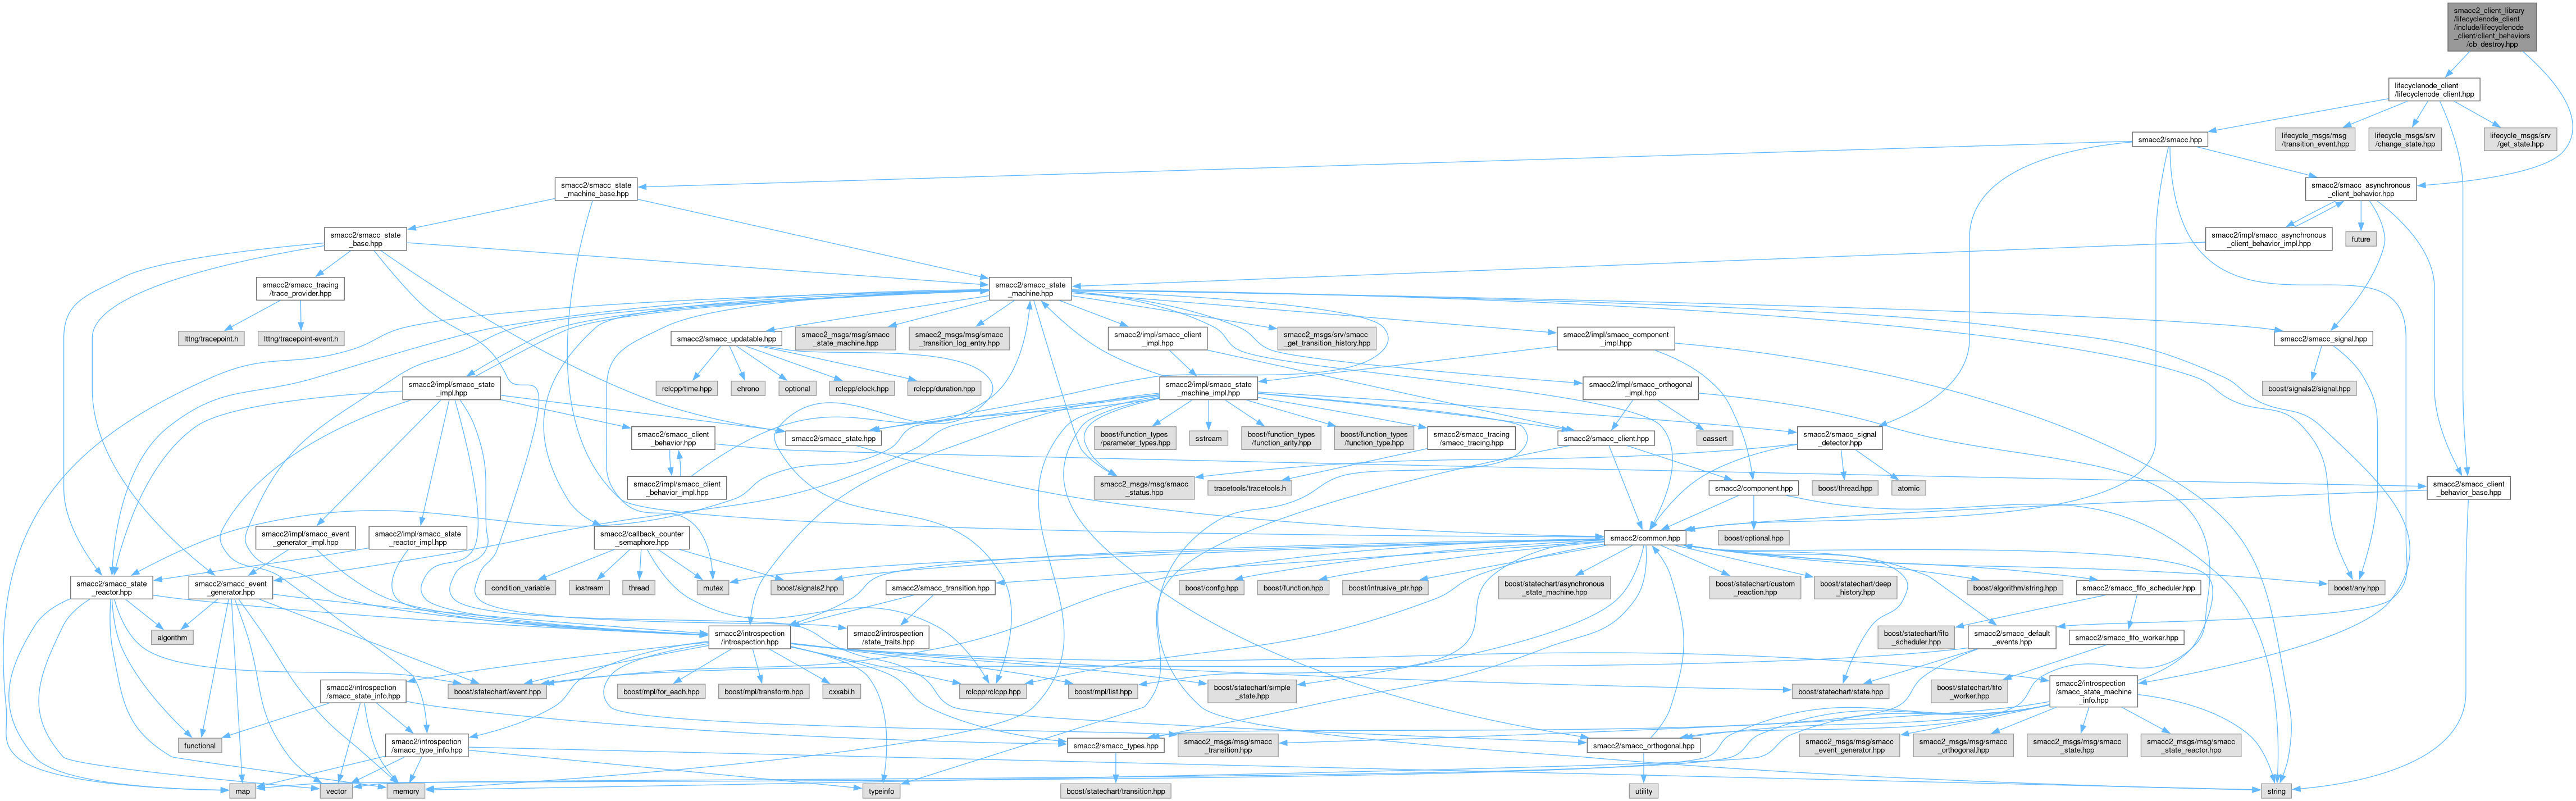 smacc2_client_library
/lifecyclenode_client
/include/lifecyclenode
_client/client_behaviors
/cb_destroy.hpp
lifecyclenode_client
/lifecyclenode_client.hpp
smacc2/smacc.hpp
lifecycle_msgs/msg
/transition_event.hpp
lifecycle_msgs/srv
/change_state.hpp
lifecycle_msgs/srv
/get_state.hpp
smacc2/smacc_state
_machine_base.hpp
smacc2/smacc_asynchronous
_client_behavior.hpp
smacc2/smacc_state
_base.hpp
smacc2/impl/smacc_asynchronous
_client_behavior_impl.hpp
future
smacc2/smacc_tracing
/trace_provider.hpp
smacc2/smacc_state
_machine.hpp
lttng/tracepoint.h
lttng/tracepoint-event.h
smacc2/smacc_updatable.hpp
smacc2_msgs/msg/smacc
_state_machine.hpp
smacc2_msgs/msg/smacc
_transition_log_entry.hpp
smacc2/impl/smacc_client
_impl.hpp
smacc2_msgs/srv/smacc
_get_transition_history.hpp
smacc2/impl/smacc_component
_impl.hpp
smacc2/smacc_signal.hpp
smacc2/impl/smacc_state
_impl.hpp
rclcpp/time.hpp
chrono
optional
rclcpp/clock.hpp
rclcpp/duration.hpp
smacc2/impl/smacc_state
_machine_impl.hpp
smacc2/impl/smacc_orthogonal
_impl.hpp
boost/signals2/signal.hpp
smacc2/smacc_client
_behavior.hpp
smacc2/smacc_state.hpp
boost/function_types
/parameter_types.hpp
sstream
boost/function_types
/function_arity.hpp
boost/function_types
/function_type.hpp
smacc2/smacc_tracing
/smacc_tracing.hpp
smacc2/smacc_client.hpp
cassert
smacc2/smacc_signal
_detector.hpp
smacc2/impl/smacc_client
_behavior_impl.hpp
smacc2_msgs/msg/smacc
_status.hpp
tracetools/tracetools.h
smacc2/component.hpp
boost/thread.hpp
atomic
smacc2/smacc_client
_behavior_base.hpp
smacc2/impl/smacc_event
_generator_impl.hpp
smacc2/impl/smacc_state
_reactor_impl.hpp
smacc2/callback_counter
_semaphore.hpp
smacc2/common.hpp
boost/optional.hpp
smacc2/smacc_state
_reactor.hpp
smacc2/smacc_event
_generator.hpp
condition_variable
iostream
thread
mutex
boost/signals2.hpp
smacc2/smacc_transition.hpp
boost/config.hpp
boost/function.hpp
boost/intrusive_ptr.hpp
boost/statechart/asynchronous
_state_machine.hpp
boost/statechart/custom
_reaction.hpp
boost/statechart/deep
_history.hpp
boost/algorithm/string.hpp
smacc2/smacc_fifo_scheduler.hpp
boost/any.hpp
algorithm
smacc2/introspection
/introspection.hpp
smacc2/introspection
/state_traits.hpp
boost/statechart/fifo
_scheduler.hpp
smacc2/smacc_fifo_worker.hpp
smacc2/smacc_default
_events.hpp
smacc2/introspection
/smacc_state_info.hpp
boost/statechart/event.hpp
boost/mpl/for_each.hpp
boost/mpl/transform.hpp
cxxabi.h
rclcpp/rclcpp.hpp
boost/mpl/list.hpp
boost/statechart/simple
_state.hpp
boost/statechart/state.hpp
boost/statechart/fifo
_worker.hpp
smacc2/introspection
/smacc_state_machine
_info.hpp
functional
smacc2/introspection
/smacc_type_info.hpp
smacc2/smacc_types.hpp
smacc2_msgs/msg/smacc
_transition.hpp
smacc2/smacc_orthogonal.hpp
smacc2_msgs/msg/smacc
_event_generator.hpp
smacc2_msgs/msg/smacc
_orthogonal.hpp
smacc2_msgs/msg/smacc
_state.hpp
smacc2_msgs/msg/smacc
_state_reactor.hpp
map
vector
memory
typeinfo
boost/statechart/transition.hpp
utility
string